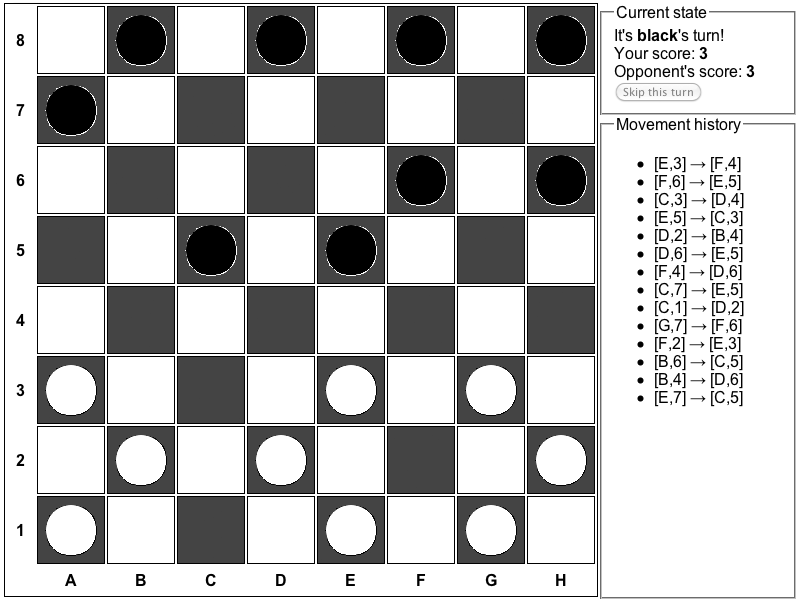 8
7
6
5
4
3
2
1
A B C D E F G H
Current state
It's black's turn!
Your score: 3
Opponent's score: 3
Skip this turn
Movement history
[E,3] → [F,4]
[F,6] → [E,5]
[C,3] → [D,4]
[E,5] → [C,3]
[D,2] → [B,4]
[D,6] → [E,5]
[F,4] → [D,6]
[C,7] → [E,5]
[C,1] → [D,2]
[G,7] → [F,6]
[F,2] → [E,3]
[B,6] → [C,5]
[B,4] → [D,6]
[E,7] → [C,5]